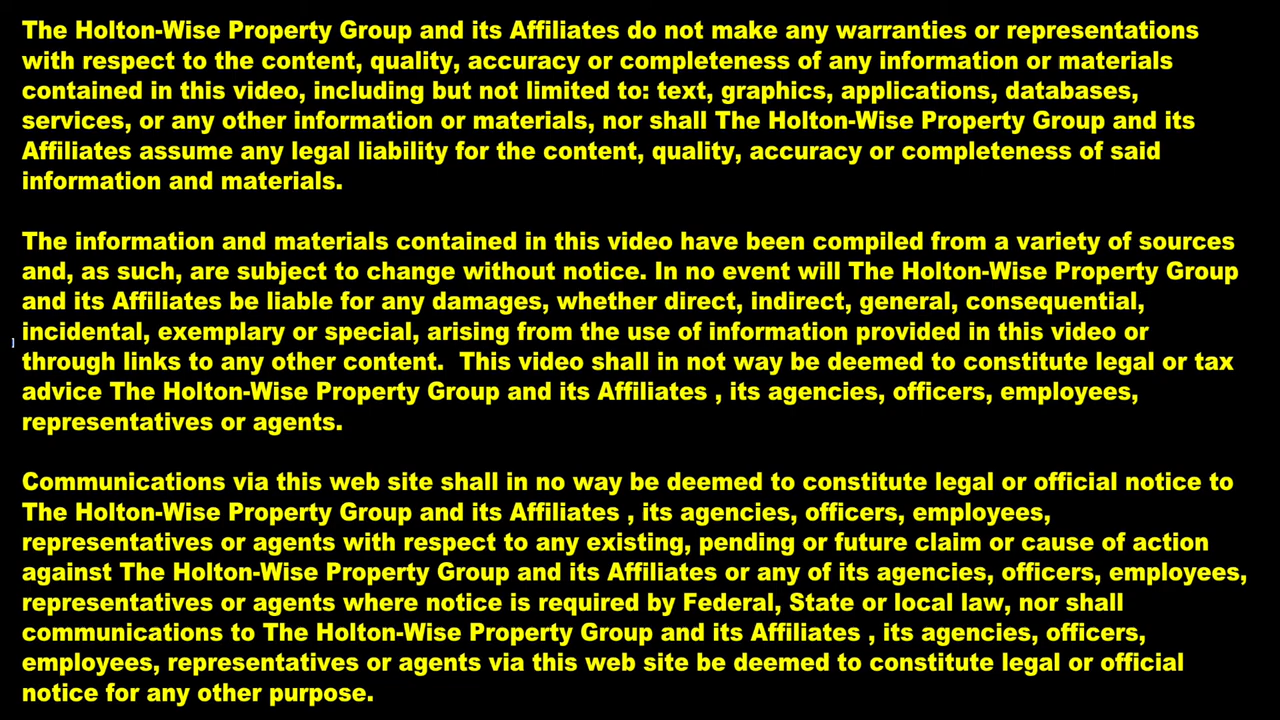 The Holton-Wise Property Group and its Affiliates do not make any warranties or representations
with respect to the content, quality, accuracy or completeness of any information or materials
contained in this video, including but not limited to: text, graphics, applications, databases,
services, or any other information or materials, nor shall The Holton-Wise Property Group and its
Affiliates assume any legal liability for the content, quality, accuracy or completeness of said
information and materials.
The information and materials contained in this video have been compiled from a variety of sources
and, as such, are subject to change without notice. In no event will The Holton-Wise Property Group
and its Affiliates be liable for any damages, whether direct, indirect, general, consequential,
incidental, exemplary or special, arising from the use of information provided in this video or
through links to any other content.  This video shall in not way be deemed to constitute legal or tax
advice The Holton-Wise Property Group and its Affiliates , its agencies, officers, employees,
representatives or agents.
Communications via this web site shall in no way be deemed to constitute legal or official notice to
The Holton-Wise Property Group and its Affiliates , its agencies, officers, employees,
representatives or agents with respect to any existing, pending or future claim or cause of action
against The Holton-Wise Property Group and its Affiliates or any of its agencies, officers, employees,
representatives or agents where notice is required by Federal, State or local law, nor shall
communications to The Holton-Wise Property Group and its Affiliates , its agencies, officers,
employees, representatives or agents via this web site be deemed to constitute legal or official
notice for any other purpose.